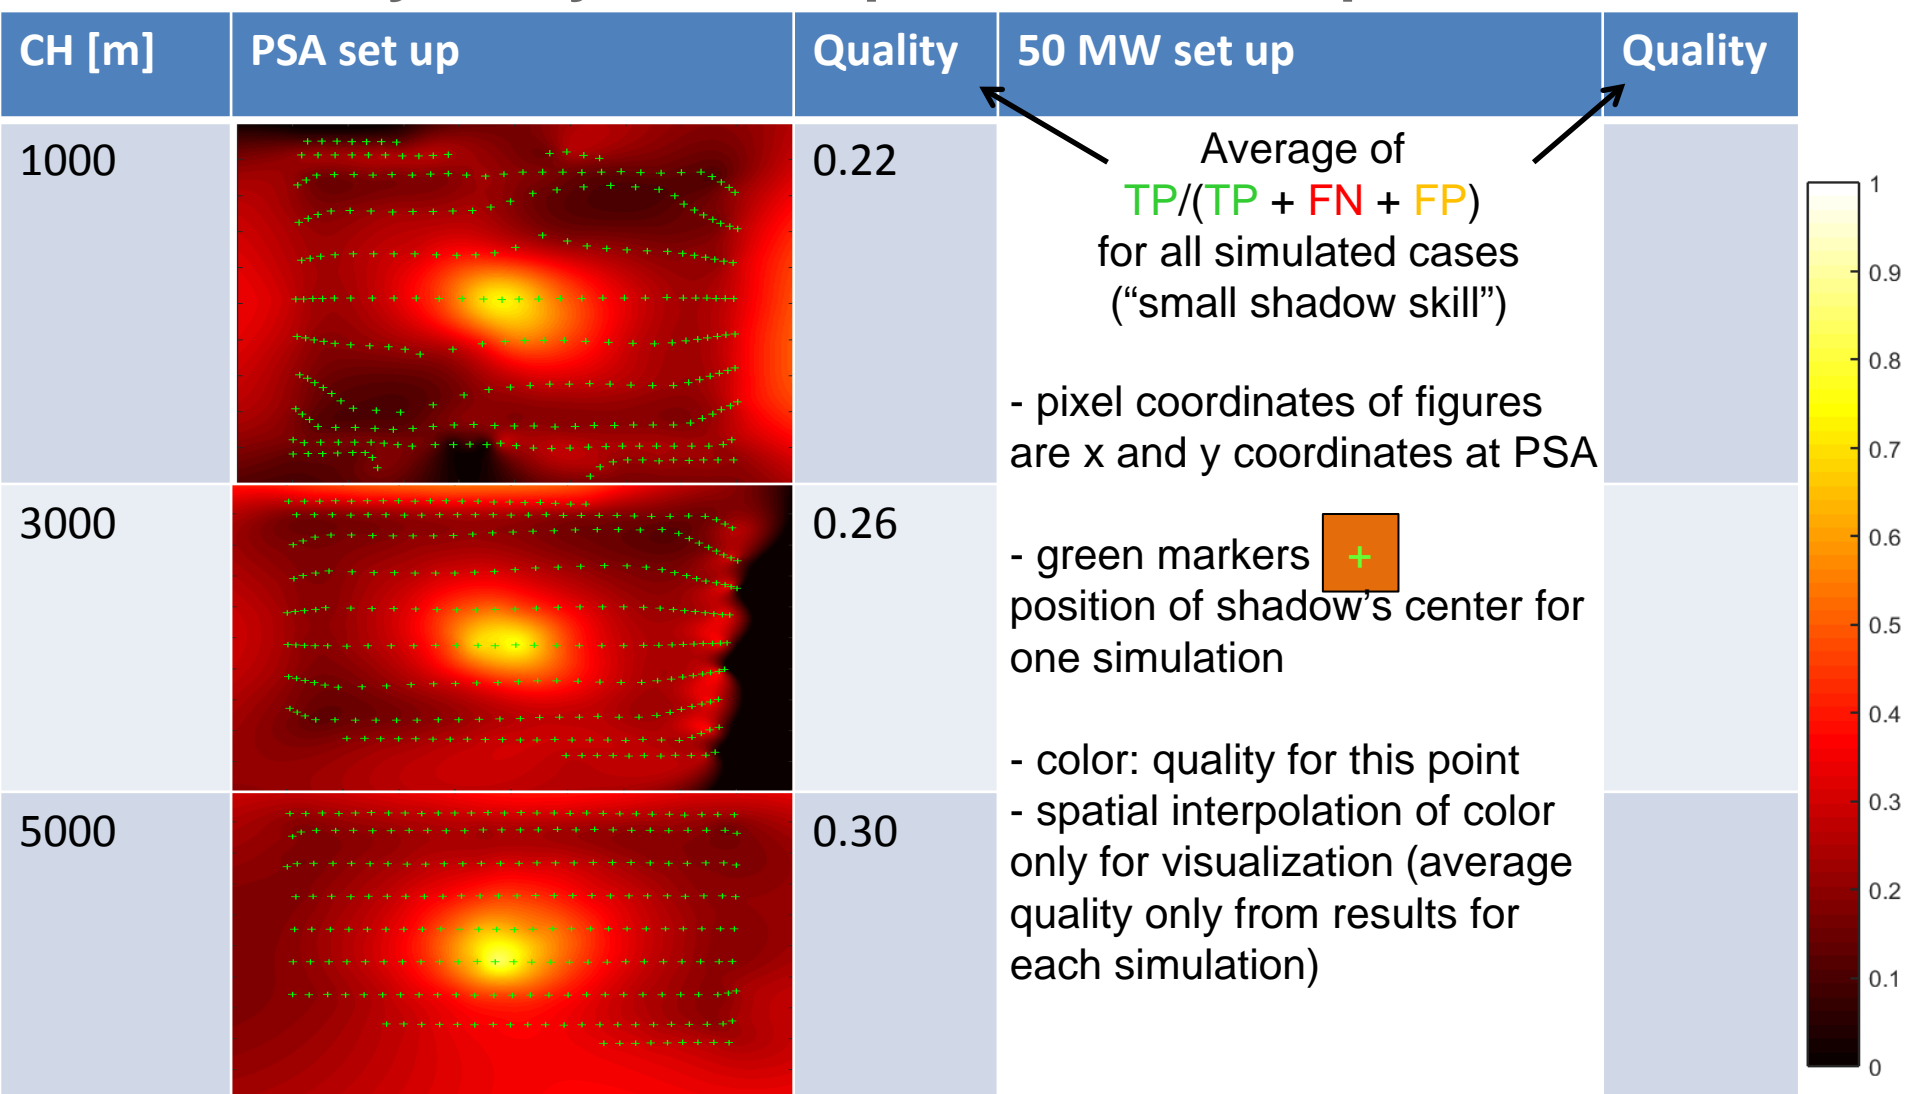 CH [m] PSA set up Quality 50 MW set up Quality
1000 0.22
Average of
TP/(TP + FN + FP)
for all simulated cases
(“small shadow skill”)
- pixel coordinates of figures
are x and y coordinates at PSA
3000 0.26
- green markers +
position of shadow’s center for
one simulation
- color: quality for this point
5000 0.30
- spatial interpolation of color
only for visualization (average
quality only from results for
each simulation)
1
0.9
0.8
0.7
0.6
0.5
0.4
0.3
0.2
0.1
0